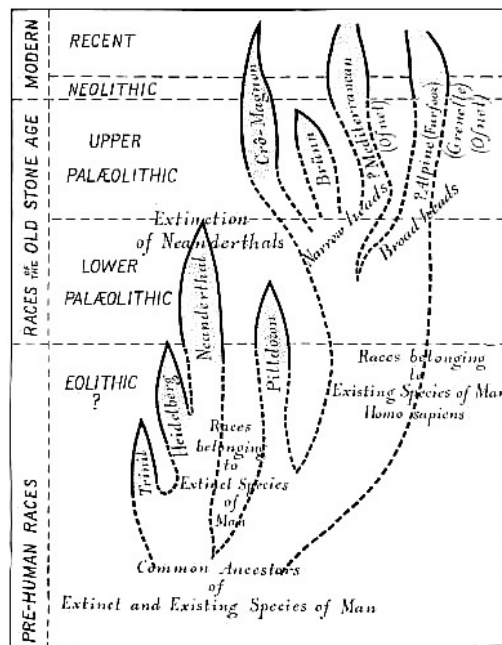 MODERN
RECENT
NEOLITHIC
RACES OF THE OLD STONE AGE
UPPER
PALÆOLITHIC
LOWER
PALÆOLITHIC
PRE-HUMAN RACES
EOLITHIC
?
Crô-Magnon
Brünn
? Mediterranean
(Ofnet)
? Alpine (Furfooz)
(Grenelle)
(Ofnet)
Narrow heads
Broad Heads
Extinction
of Neanderthals
Neanderthal
Piltdown
Heidelberg
Trinil
Races belonging
to
Existing Species of Man
Homo sapiens
Races
belonging
to
Extinct Species
of
Man
Common Ancestors
of
Extinct and Existing Species of Man